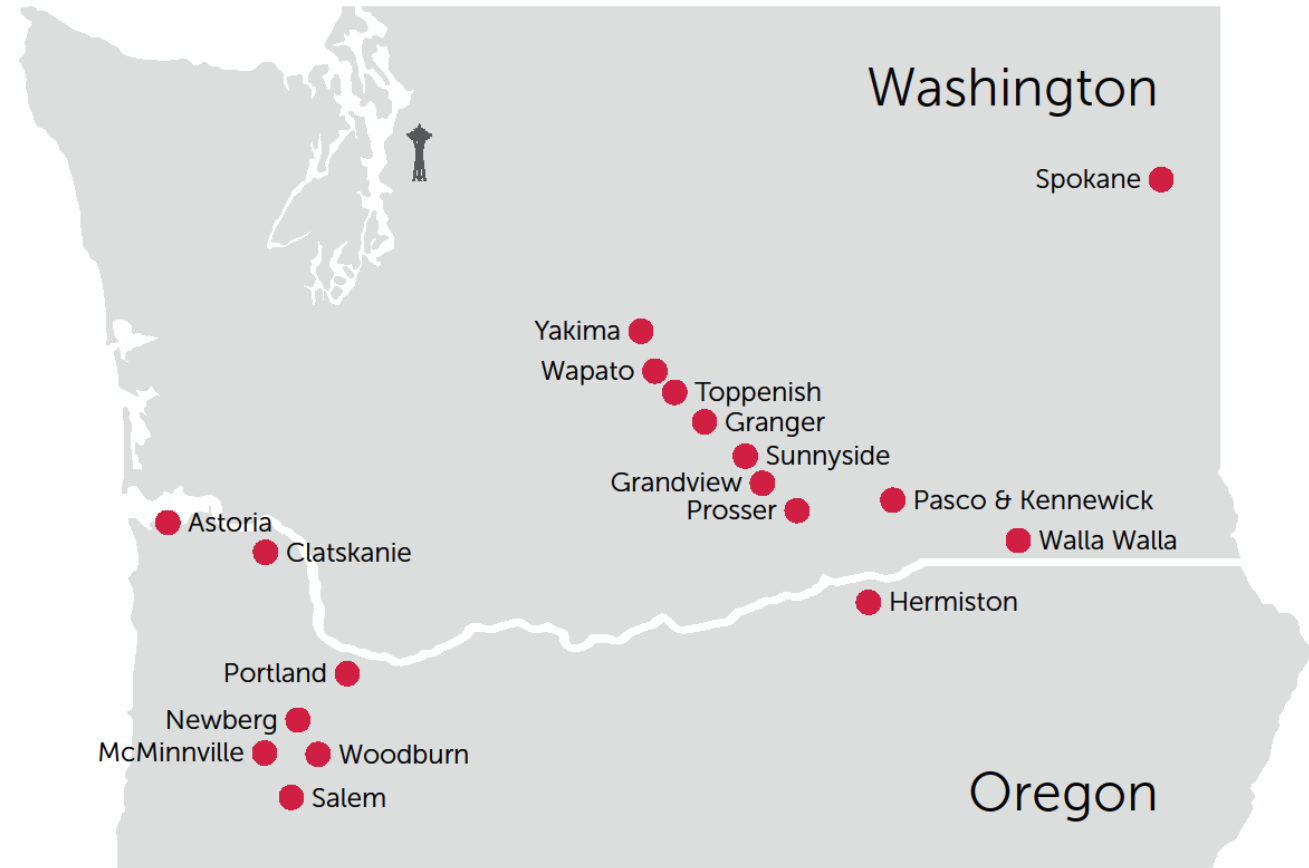 Washington
Spokane
Yakima
Wapato
Toppenish
Granger
Sunnyside
Grandview
Prosser
Pasco & Kennewick
Walla Walla
Astoria
Clatskanie
Hermiston
Portland
Newberg
McMinnville
Woodburn
Salem
Oregon